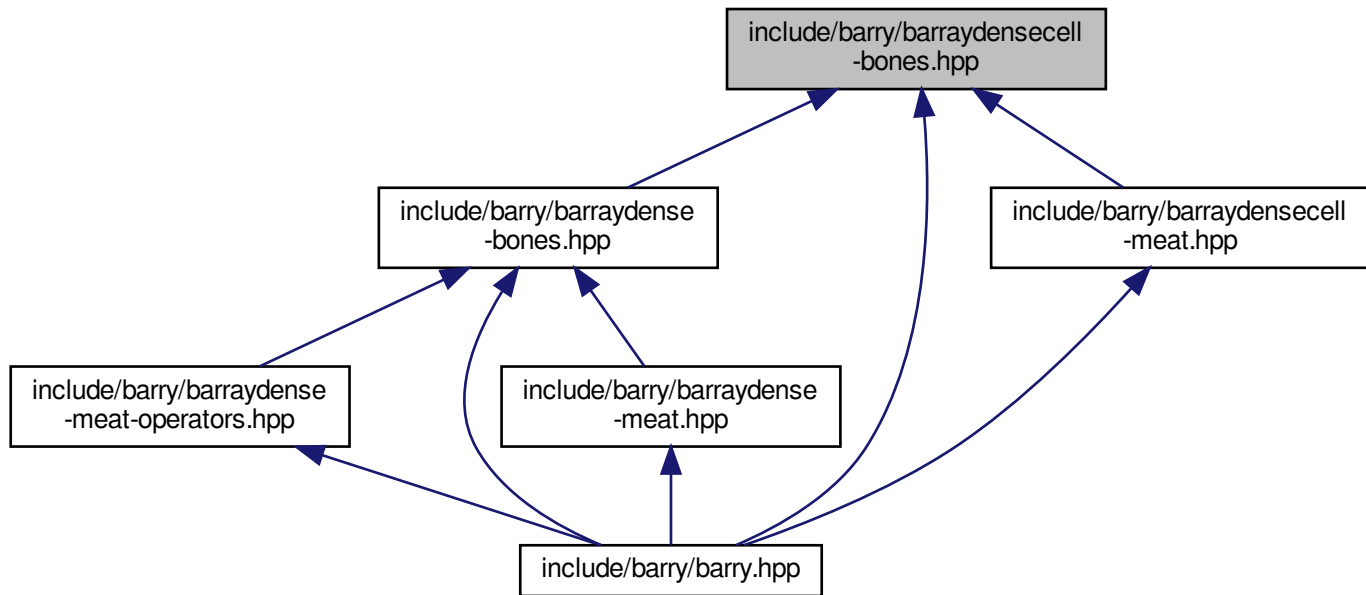 include/barry/barraydensecell
-bones.hpp
include/barry/barraydense
-bones.hpp
include/barry/barraydensecell
-meat.hpp
include/barry/barraydense
-meat-operators.hpp
include/barry/barraydense
-meat.hpp
include/barry/barry.hpp